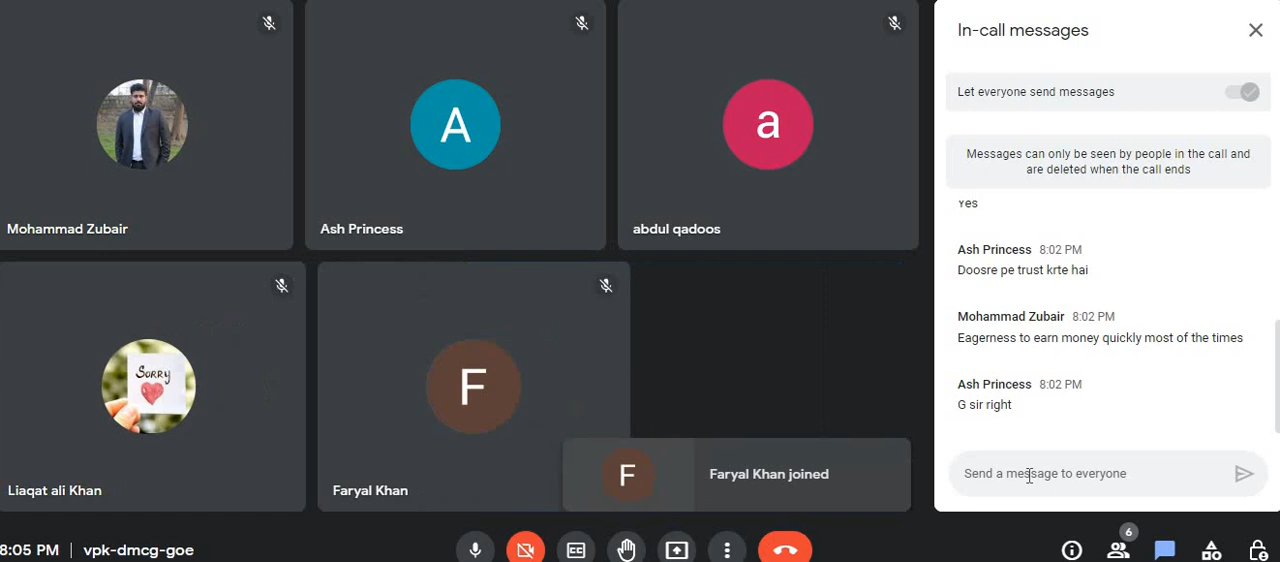 A
a
Mohammad Zubair
Ash Princess
abdul qadoos
SORRY
F
Liaqat ali Khan
Faryal Khan
F
Faryal Khan joined
In-call messages
Let everyone send messages
Messages can only be seen by people in the call and
are deleted when the call ends
Yes
Ash Princess 8:02 PM
Doosre pe trust krte hai
Mohammad Zubair 8:02 PM
Eagerness to earn money quickly most of the times
Ash Princess 8:02 PM
G sir right
Send a message to everyone
8:05 PM | vpk-dmcg-goe
CC
6